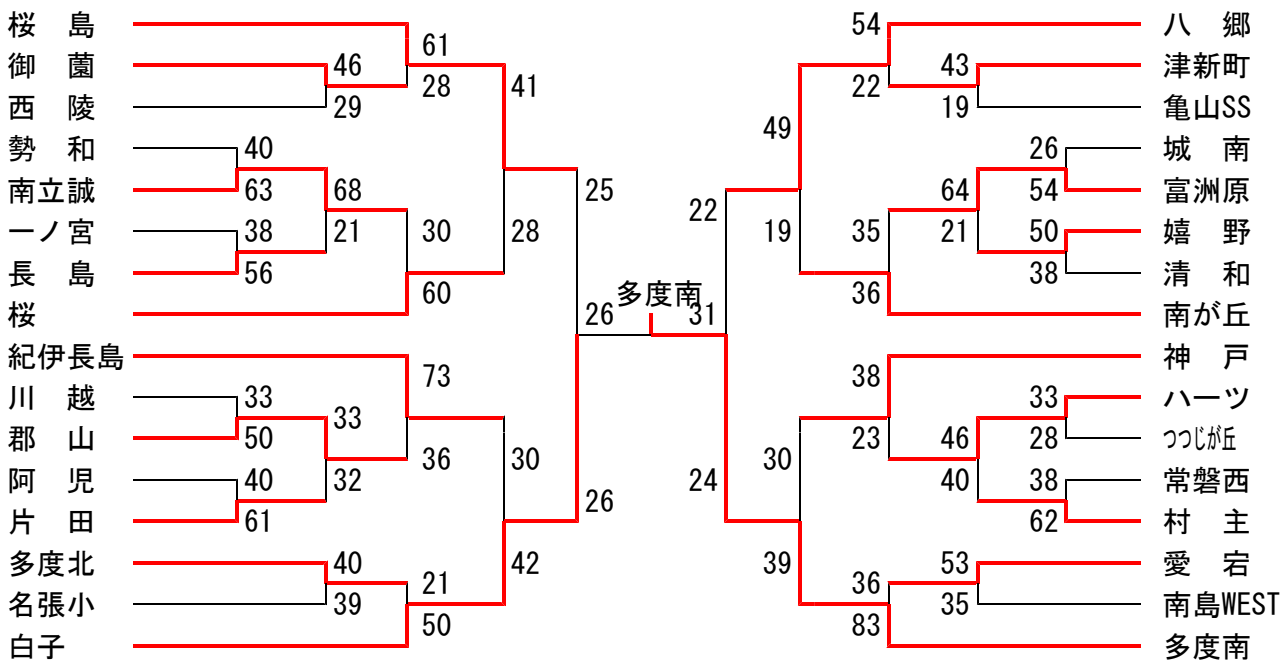 桜　島 61 54 八　郷
御　薗 46 28 41 22 43 津新町
西　陵 29 49 19 亀山SS
勢　和 40 26 城　南
南立誠 63 68 25 22 64 54 富洲原
一ノ宮 38 21 30 28 19 35 21 50 嬉　野
長　島 56 60 36 38 清　和
桜 26 多度南 31 南が丘
紀伊長島 73 38 神　戸
川　越 33 33 33 ハーツ
郡　山 50 36 30 30 23 46 28 つつじが丘
阿　児 40 32 26 24 40 38 常磐西
片　田 61 62 村　主
多度北 40 21 42 39 36 53 愛　宕
名張小 39 50 83 35 南島WEST
白子 多度南